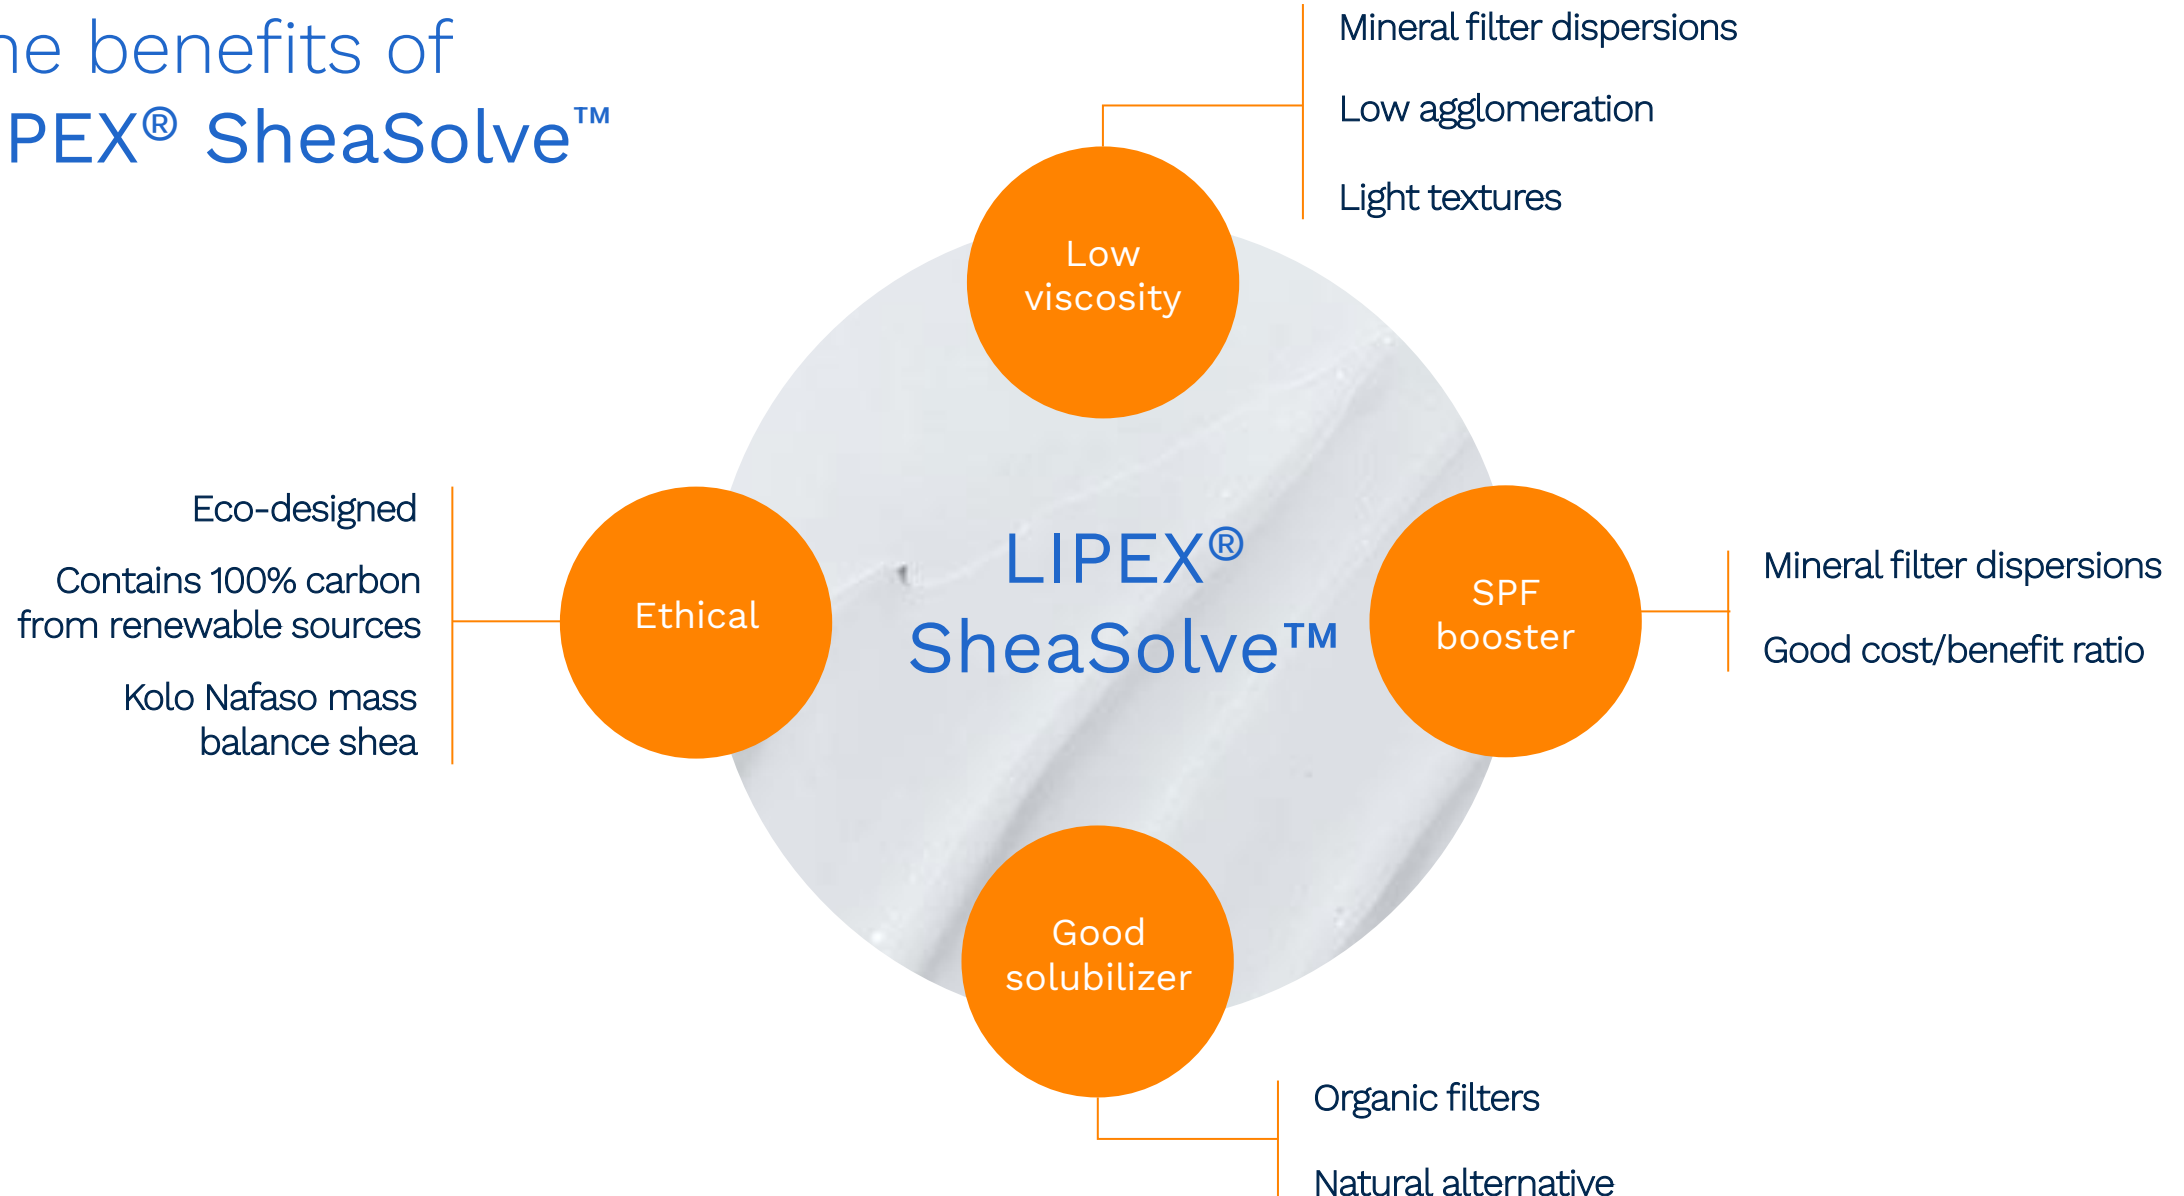 he benefits of
PEX® SheaSolve™
Mineral filter dispersions
Low agglomeration
Light textures
Low
viscosity
Eco-designed
Contains 100% carbon
from renewable sources
Kolo Nafaso mass
balance shea
Ethical
LIPEX®
SheaSolve™
SPF
booster
Mineral filter dispersions
Good cost/benefit ratio
Good
solubilizer
Organic filters
Natural alternative